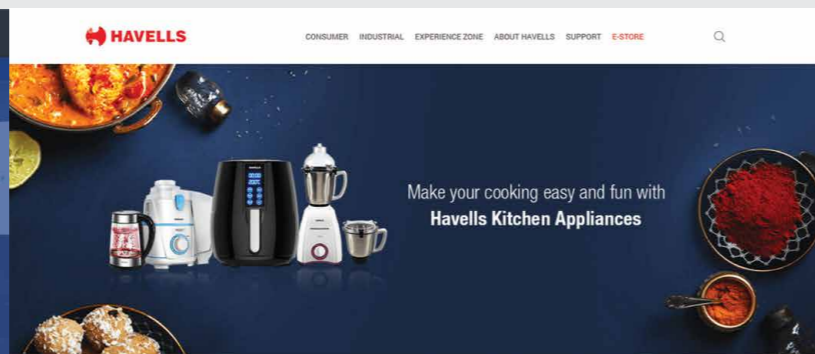 HAVELLS
CONSUMER INDUSTRIAL EXPERIENCE ZONE ABOUT HAVELLS SUPPORT E-STORE
Make your cooking easy and fun with
Havells Kitchen Appliances